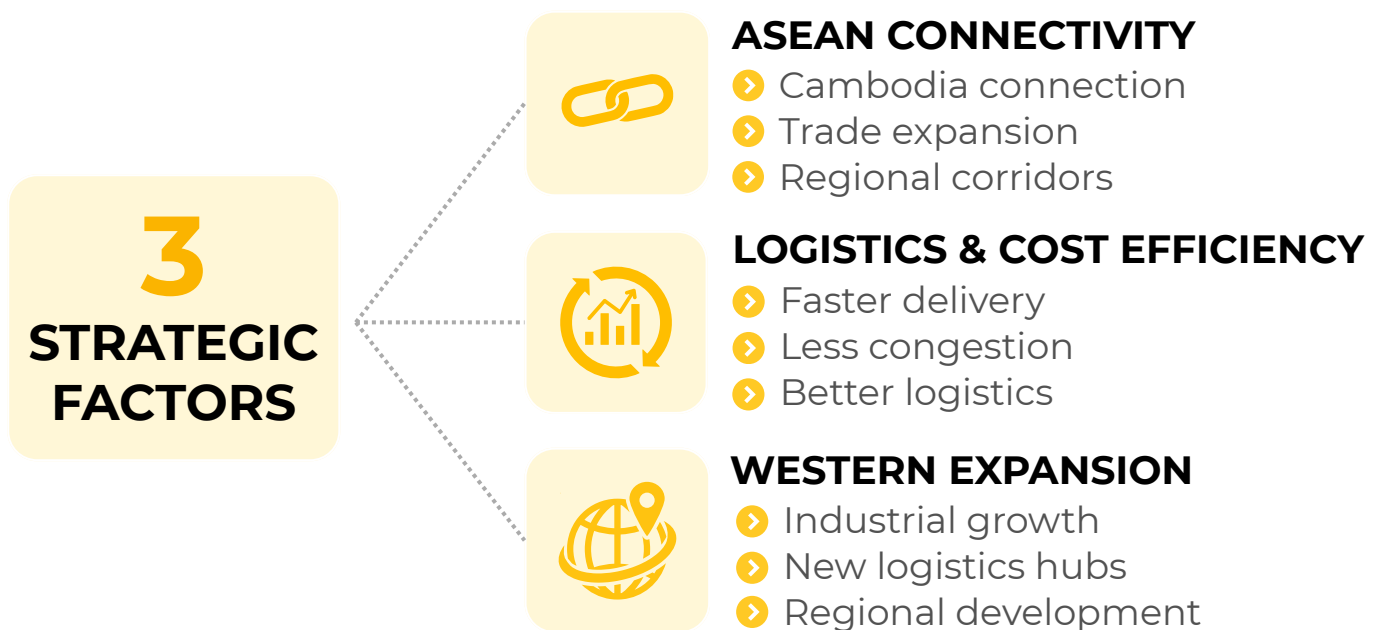 3
STRATEGIC
FACTORS
ASEAN CONNECTIVITY
Cambodia connection
Trade expansion
Regional corridors
LOGISTICS & COST EFFICIENCY
Faster delivery
Less congestion
Better logistics
WESTERN EXPANSION
Industrial growth
New logistics hubs
Regional development